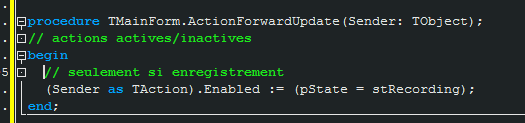 procedure TMainForm.ActionForwardUpdate(Sender: TObject);
// actions actives/inactives
begin
5 // seulement si enregistrement
(Sender as TAction).Enabled := (pState = stRecording);
end;